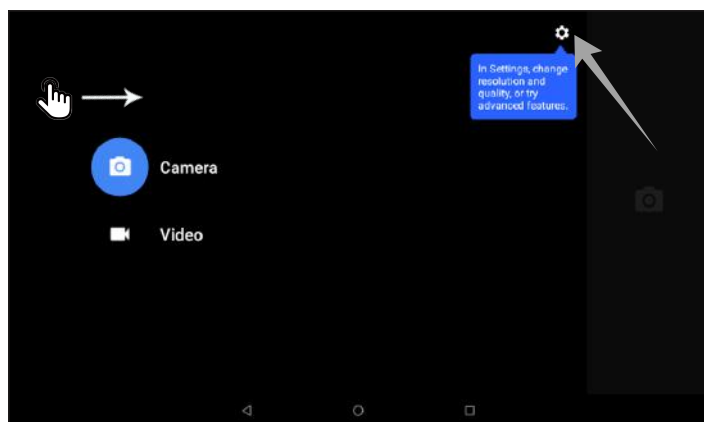 In Settings, change
resolution and
quality, or try
advanced features.
Camera
Video